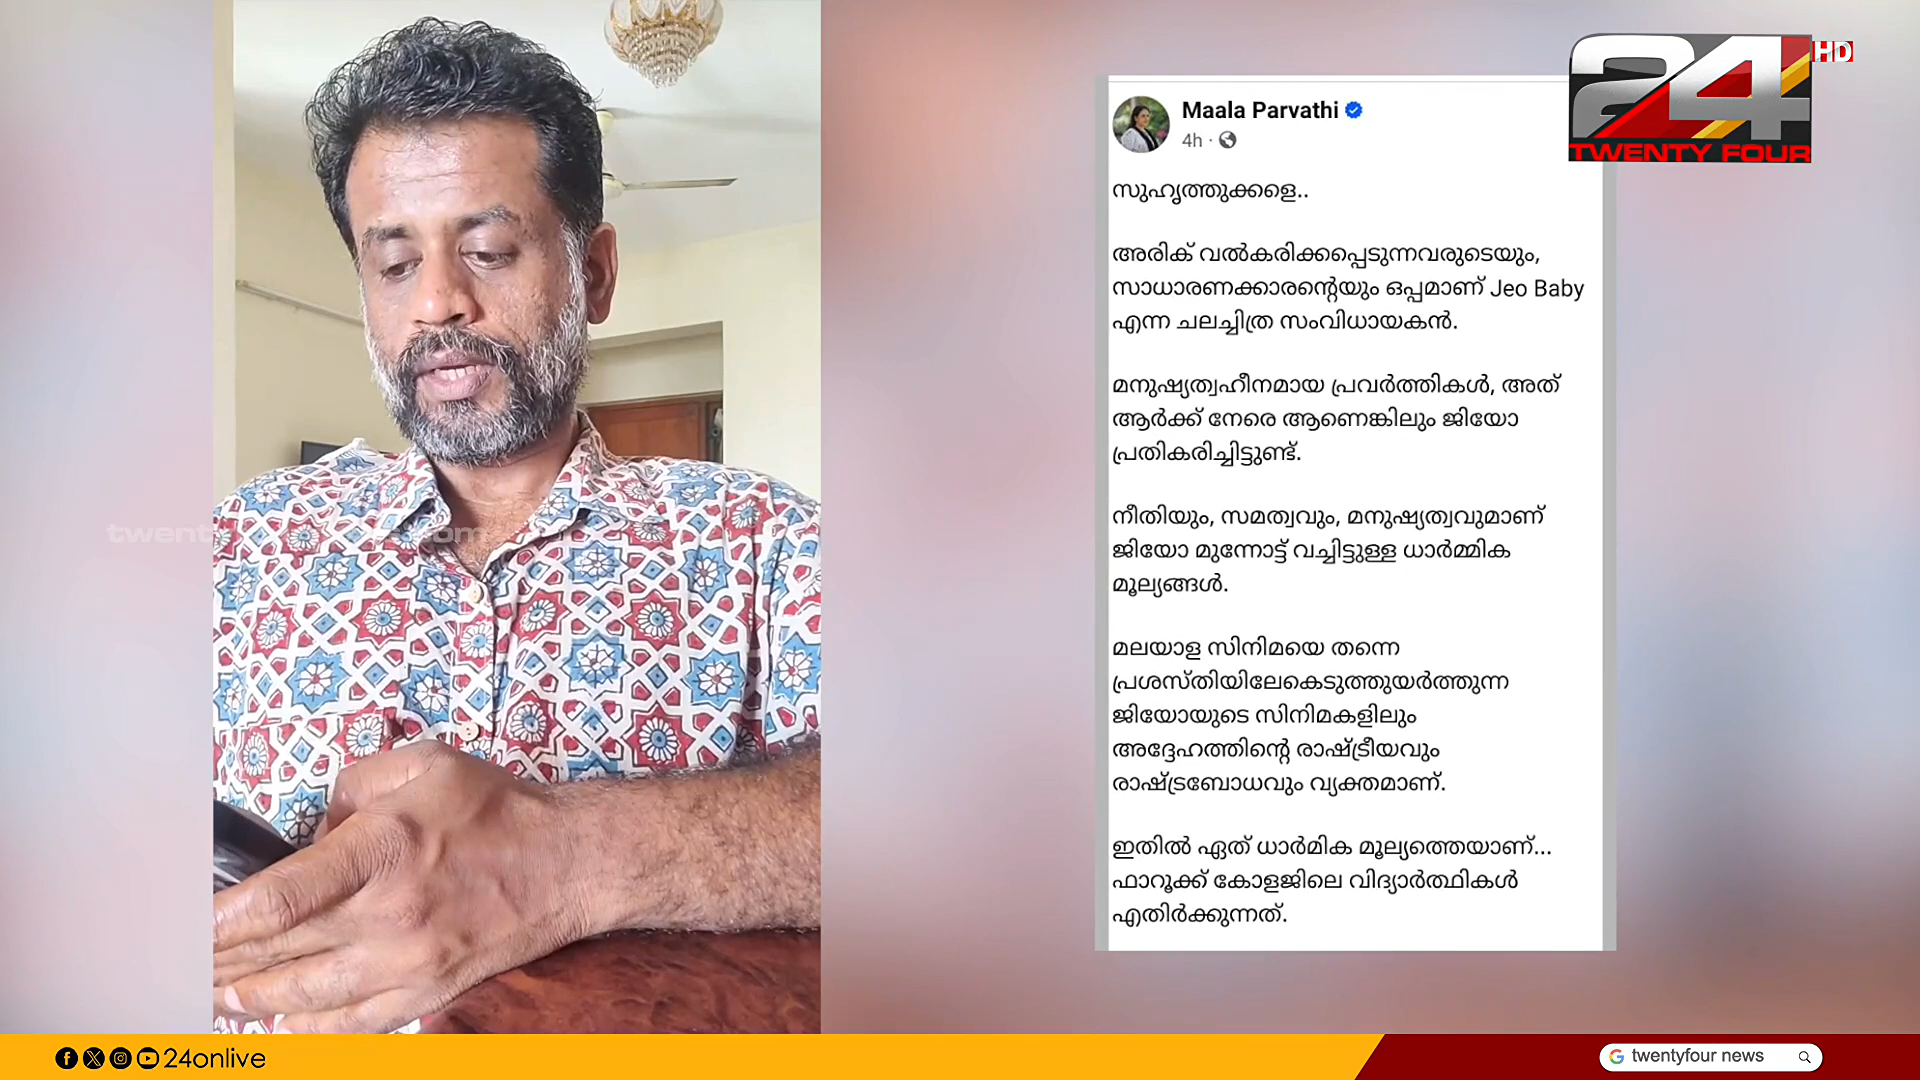 24
HD
TWENTY FOUR
Maala Parvathi
4h ·
സുഹൃത്തുക്കളെ..
അരിക് വൽകരിക്കപ്പെടുന്നവരുടെയും,
സാധാരണക്കാരന്റെയും ഒപ്പമാണ് Jeo Baby
എന്ന ചലച്ചിത്ര സംവിധായകൻ.
മനുഷ്യത്വഹീനമായ പ്രവർത്തികൾ, അത്
ആർക്ക് നേരെ ആണെങ്കിലും ജിയോ
പ്രതികരിച്ചിട്ടുണ്ട്.
നീതിയും, സമത്വവും, മനുഷ്യത്വവുമാണ്
ജിയോ മുന്നോട്ട് വച്ചിട്ടുള്ള ധാർമ്മിക
മൂല്യങ്ങൾ.
മലയാള സിനിമയെ തന്നെ
പ്രശസ്തിയിലേകെടുത്തുയർത്തുന്ന
ജിയോയുടെ സിനിമകളിലും
അദ്ദേഹത്തിന്റെ രാഷ്ട്രീയവും
രാഷ്ട്രബോധവും വ്യക്തമാണ്.
ഇതിൽ ഏത് ധാർമിക മൂല്യത്തെയാണ്...
ഫാറൂക്ക് കോളജിലെ വിദ്യാർത്ഥികൾ
എതിർക്കുന്നത്.
24onlive
twentyfour news